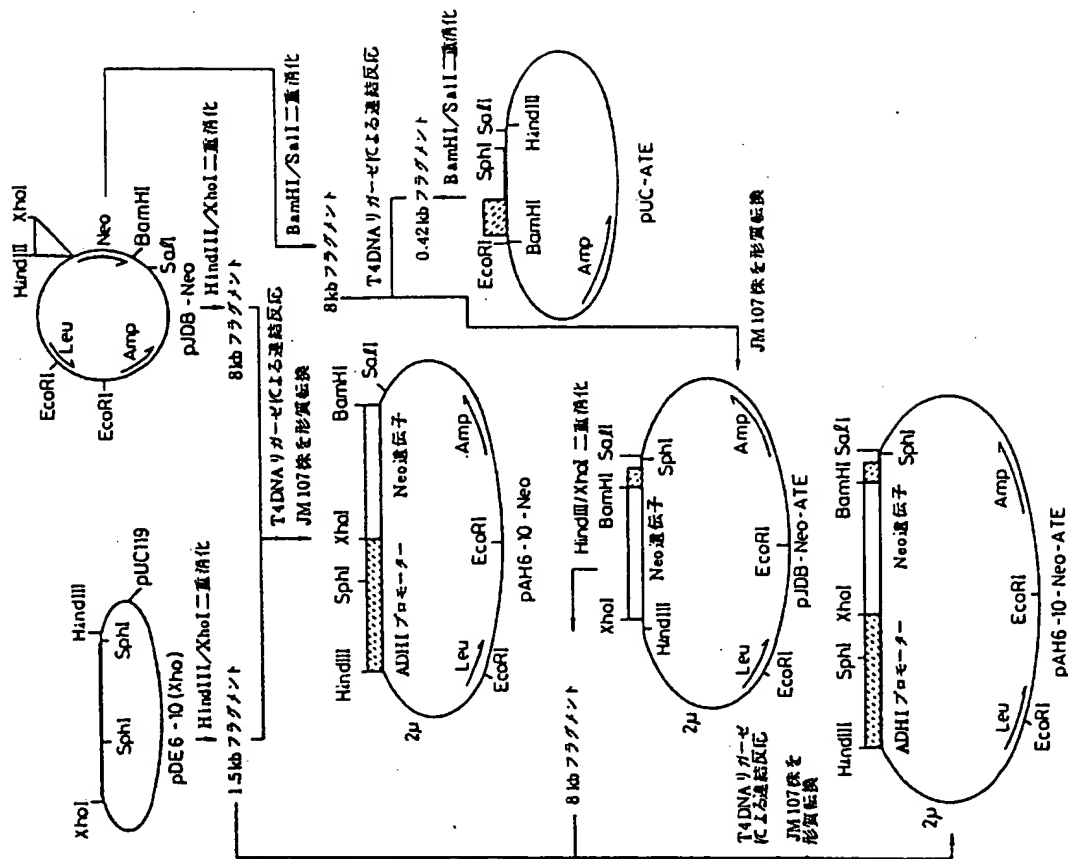 XhoI
SphI
HindIII
SphI
pUC119
pDE6-10(Xho)
HindIII/XhoI二重消化
1.5kbフラグメント
HindIII
XhoI
Neo
BamHI
SalI
Leu
EcoRI
EcoRI
Amp
pJDB-Neo
HindIII/XhoI二重消化
8kbフラグメント
T4DNAリガーゼによる連結反応
JM107株を形質転換
BamHI/SalI二重消化
8kbフラグメント
T4DNAリガーゼによる連結反応
0.42kbフラグメント
BamHI/SalI二重消化
EcoRI
SphI
SalI
BamHI
HindIII
Amp
pUC-ATE
JM107株を形質転換
HindIII
SphI
XhoI
BamHI
SalI
ADHIプロモーター
Neo遺伝子
2μ
Leu
EcoRI
EcoRI
Amp
pAH6-10-Neo
HindIII/XhoI二重消化
8kbフラグメント
XhoI
BamHI
SalI
HindIII
Neo遺伝子
SphI
2μ
Leu
EcoRI
EcoRI
Amp
pJDB-Neo-ATE
T4DNAリガーゼ
による連結反応
JM107株を
形質転換
HindIII
SphI
XhoI
BamHI
SalI
ADHIプロモーター
Neo遺伝子
SphI
2μ
Leu
EcoRI
EcoRI
Amp
pAH6-10-Neo-ATE